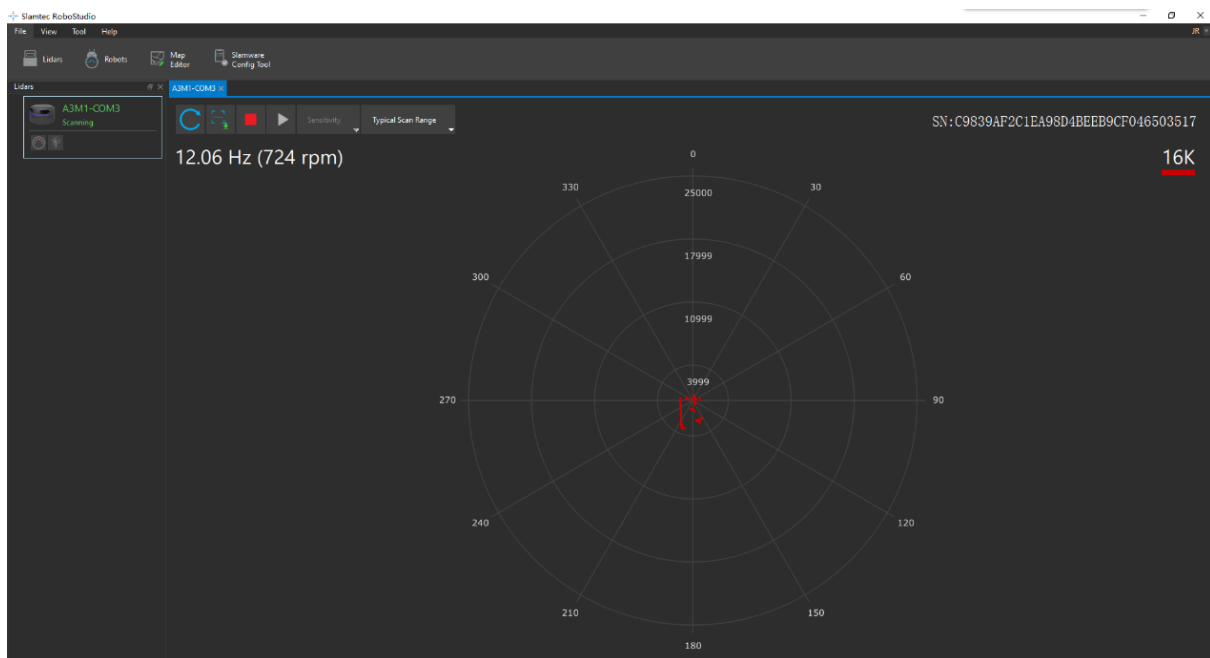 Slamtec RoboStudio
File View Tool Help
JR
Lidars Robots Map Editor Slamware Config Tool
Lidars
A3M1-COM3
A3M1-COM3
Scanning
Sensitivity Typical Scan Range
SN:C9839AF2C1EA98D4BEEB9CF046503517
12.06 Hz (724 rpm)
16K
0
330 25000 30
17999
300 60
10999
3999
270 90
240 120
210 150
180